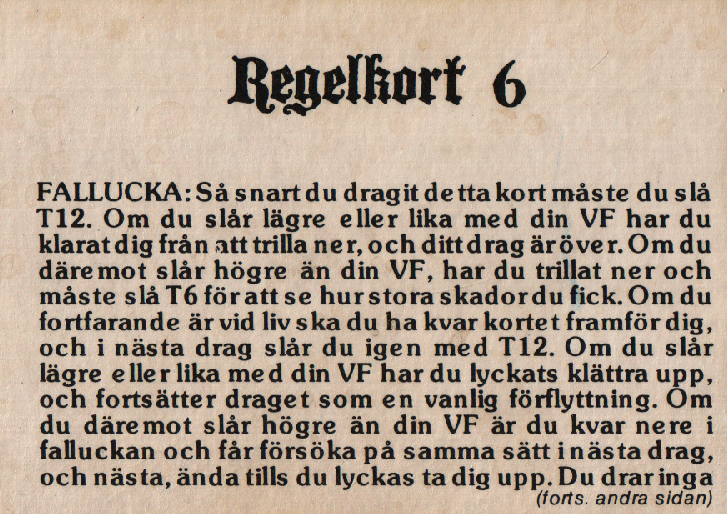 Regelkort 6
FALLUCKA: Så snart du dragit detta kort måste du slå
T12. Om du slår lägre eller lika med din VF har du
klarat dig från att trilla ner, och ditt drag är över. Om du
däremot slår högre än din VF, har du trillat ner och
måste slå T6 för att se hur stora skador du fick. Om du
fortfarande är vid liv ska du ha kvar kortet framför dig,
och i nästa drag slår du igen med T12. Om du slår
lägre eller lika med din VF har du lyckats klättra upp,
och fortsätter draget som en vanlig förflyttning. Om
du däremot slår högre än din VF är du kvar nere i
falluckan och får försöka på samma sätt i nästa drag,
och nästa, ända tills du lyckas ta dig upp. Du drar inga
(forts. andra sidan)